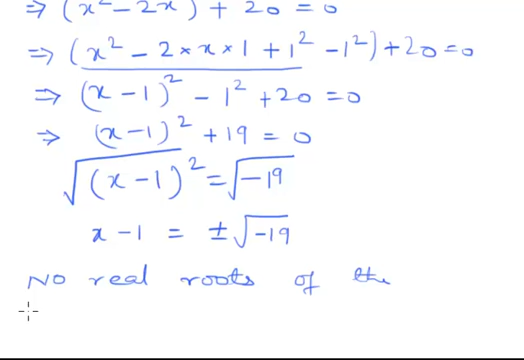 ⇒ (x² − 2x) + 20 = 0
⇒ (x² − 2 × x × 1 + 1² − 1²) + 20 = 0
⇒ (x − 1)² − 1² + 20 = 0
⇒ (x − 1)² + 19 = 0
√(x − 1)² = √−19
x − 1 = ± √−19
No real roots of the